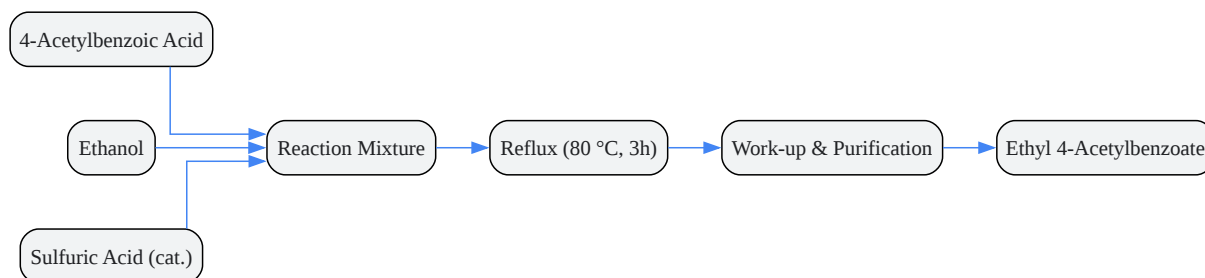 4-Acetylbenzoic Acid
Ethanol
Reaction Mixture
Reflux (80 °C, 3h)
Work-up & Purification
Ethyl 4-Acetylbenzoate
Sulfuric Acid (cat.)